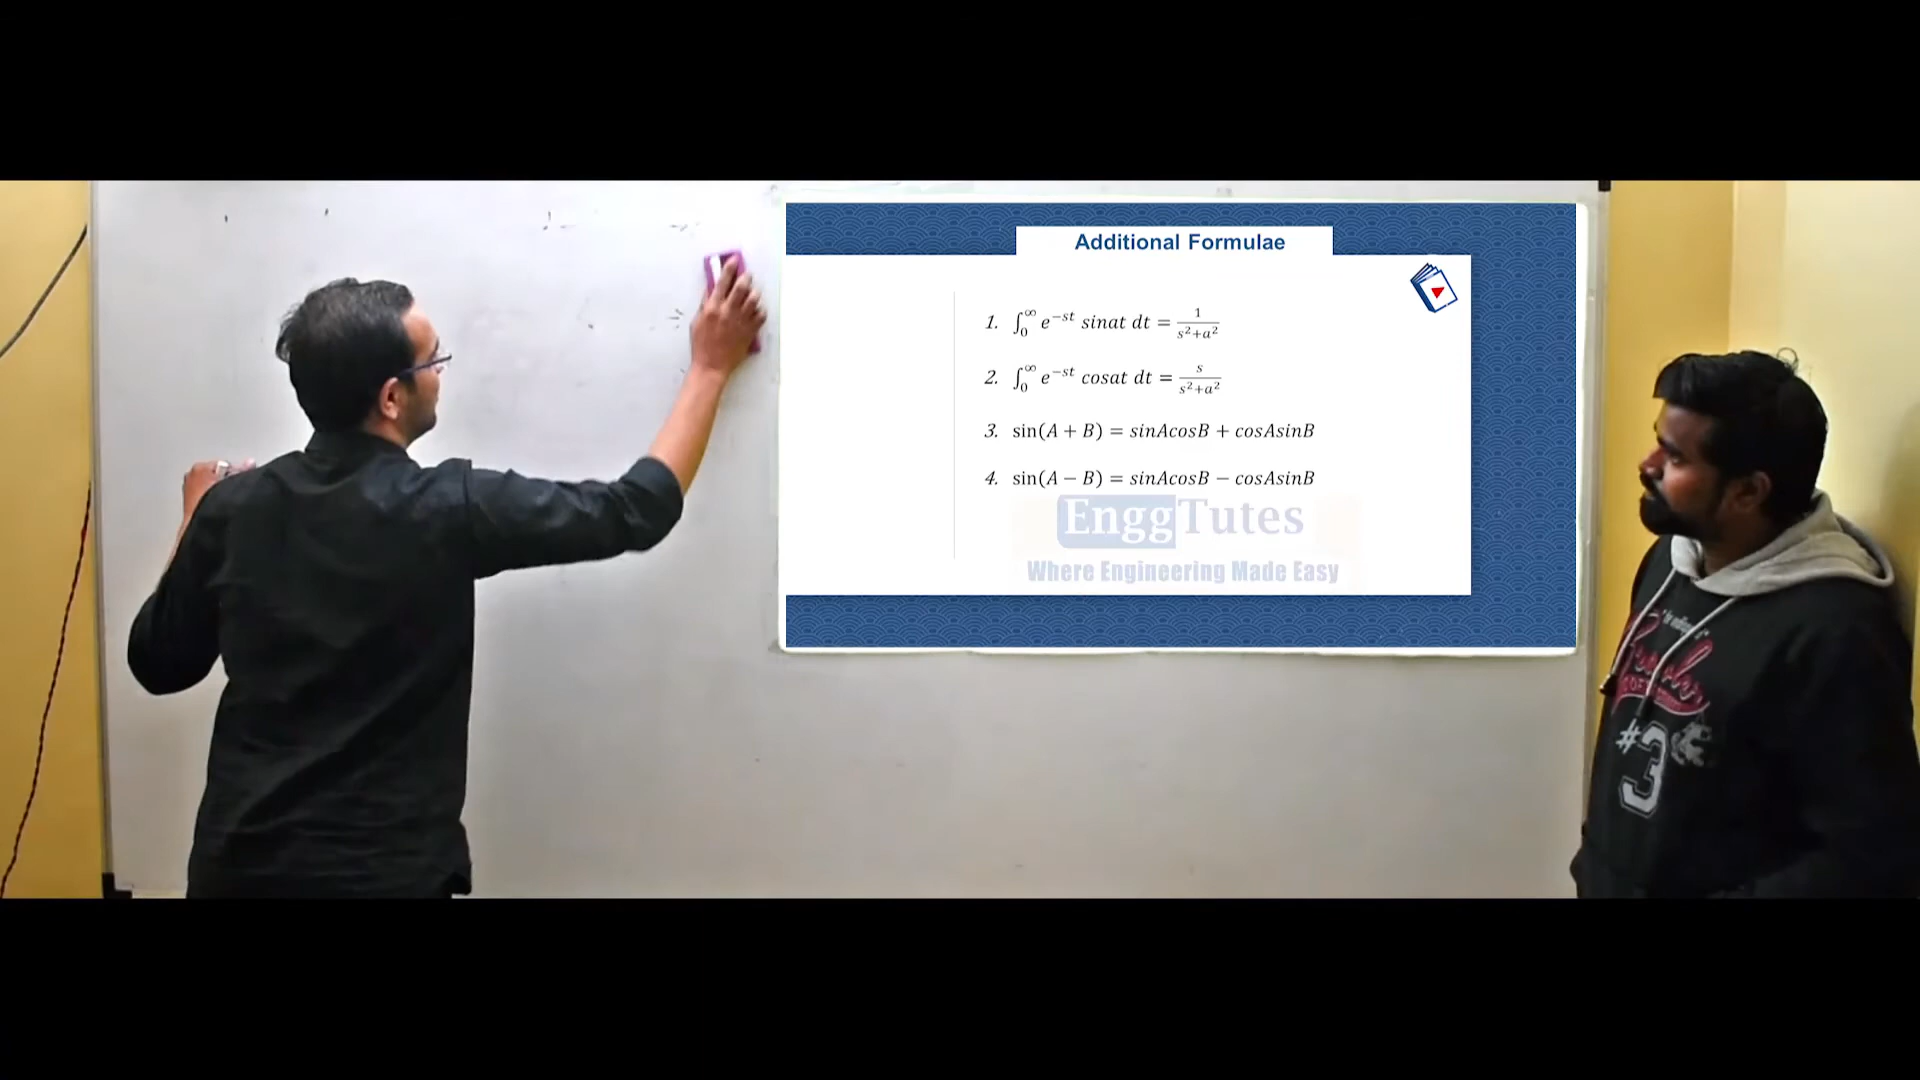 Additional Formulae
1. ∫₀^∞ e^{-st} sinat dt = 1/(s²+a²)
2. ∫₀^∞ e^{-st} cosat dt = s/(s²+a²)
3. sin(A + B) = sinAcosB + cosAsinB
4. sin(A − B) = sinAcosB − cosAsinB
EnggTutes
Where Engineering Made Easy
#3